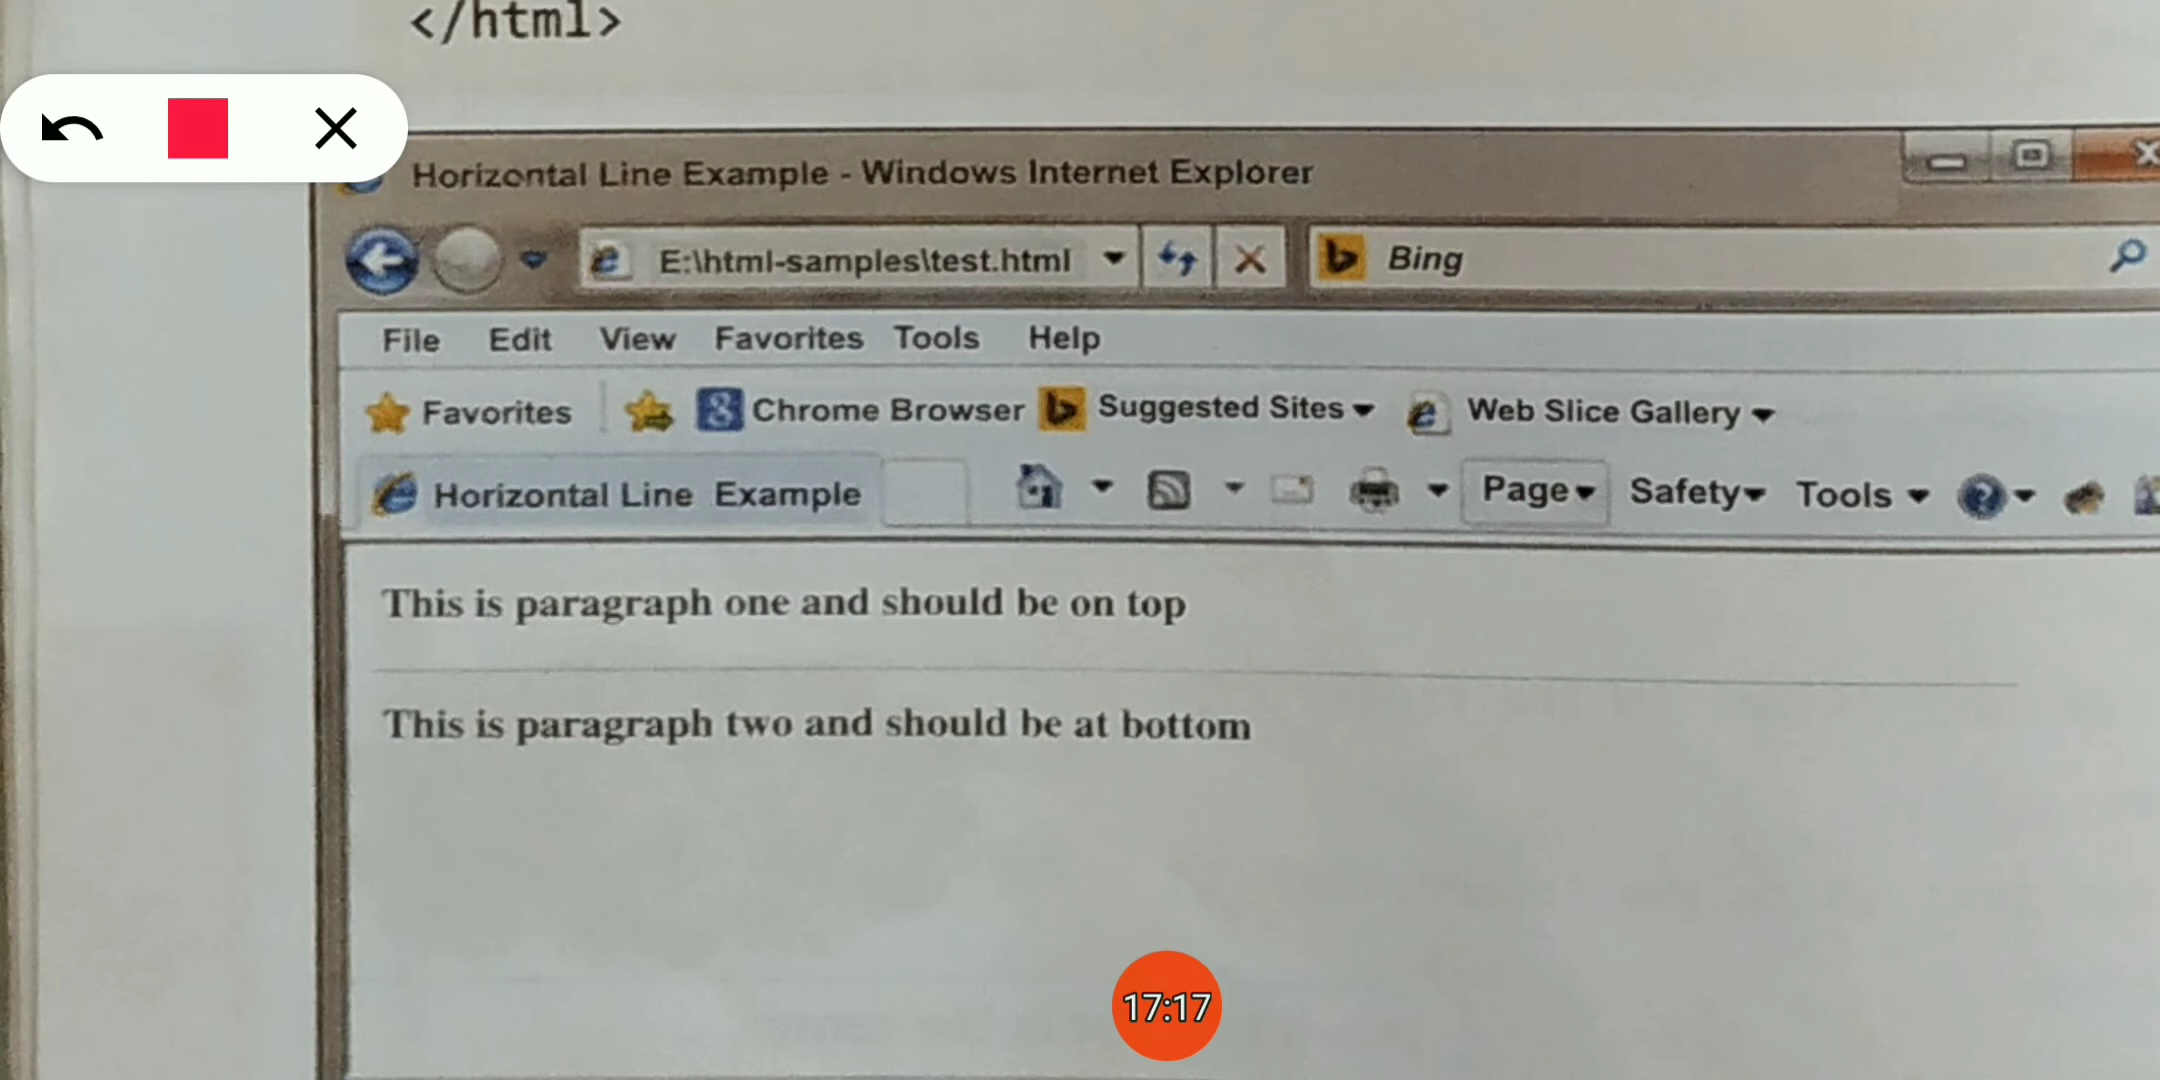 </html>
Horizontal Line Example - Windows Internet Explorer
E:\html-samples\test.html
Bing
File Edit View Favorites Tools Help
Favorites Chrome Browser Suggested Sites Web Slice Gallery
Horizontal Line Example Page Safety Tools
This is paragraph one and should be on top
This is paragraph two and should be at bottom
17:17